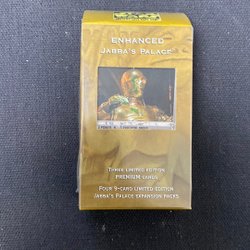 ENHANCED
JABBA'S PALACE
THREE LIMITED EDITION
PREMIUM CARDS
FOUR 9-CARD LIMITED EDITION
JABBA'S PALACE EXPANSION PACKS